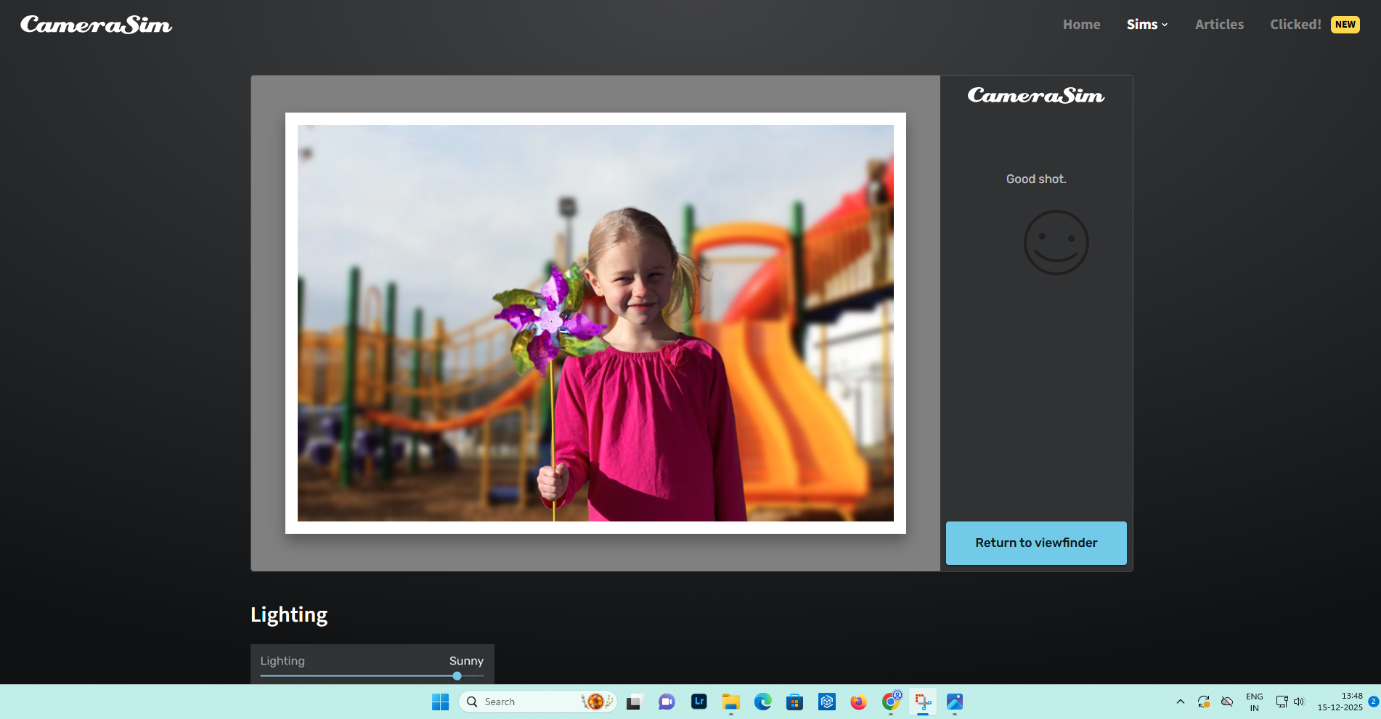 CameraSim
Home Sims Articles Clicked! NEW
CameraSim
Good shot.
Return to viewfinder
Lighting
Lighting Sunny
Search
Lr
ENG
IN
13:48
15-12-2025
2